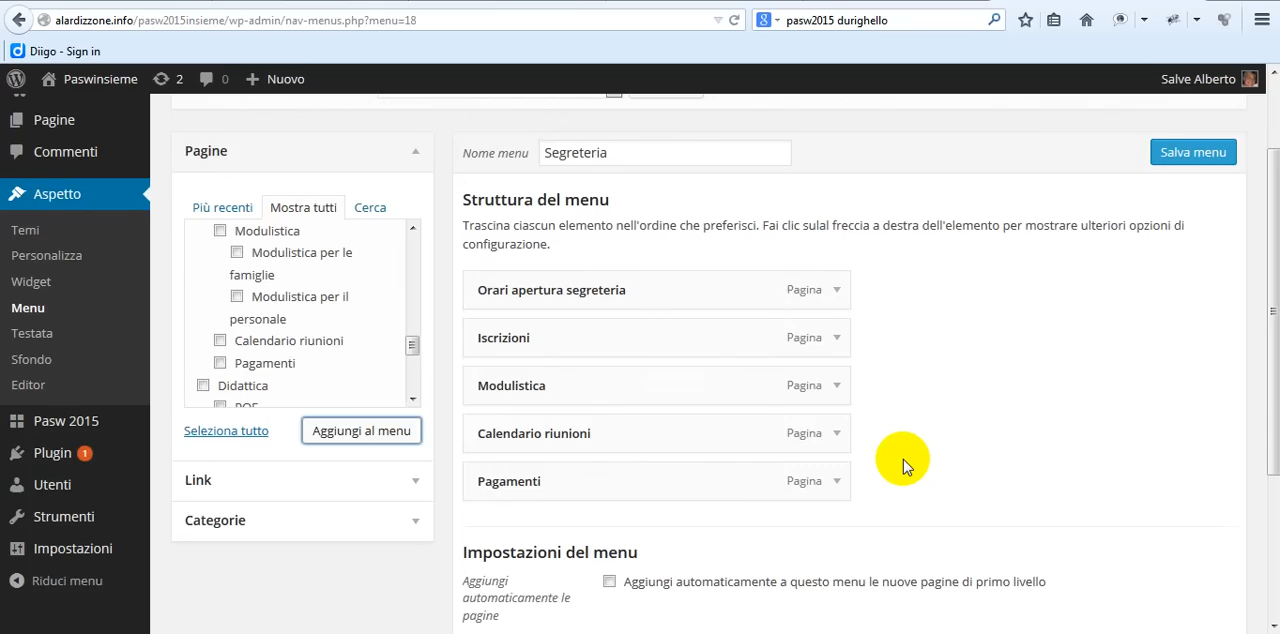 alardizzone.info/pasw2015insieme/wp-admin/nav-menus.php?menu=18
pasw2015 durighello
Diigo - Sign in
Paswinsieme
2
0
Nuovo
Salve Alberto
Pagine
Commenti
Aspetto
Temi
Personalizza
Widget
Menu
Testata
Sfondo
Editor
Pasw 2015
Plugin 1
Utenti
Strumenti
Impostazioni
Riduci menu
Pagine
Più recenti
Mostra tutti
Cerca
Modulistica
Modulistica per le
famiglie
Modulistica per il
personale
Calendario riunioni
Pagamenti
Didattica
POF
Seleziona tutto
Aggiungi al menu
Link
Categorie
Nome menu
Segreteria
Salva menu
Struttura del menu
Trascina ciascun elemento nell'ordine che preferisci. Fai clic sulal freccia a destra dell'elemento per mostrare ulteriori opzioni di
configurazione.
Orari apertura segreteria Pagina
Iscrizioni Pagina
Modulistica Pagina
Calendario riunioni Pagina
Pagamenti Pagina
Impostazioni del menu
Aggiungi
automaticamente le
pagine
Aggiungi automaticamente a questo menu le nuove pagine di primo livello